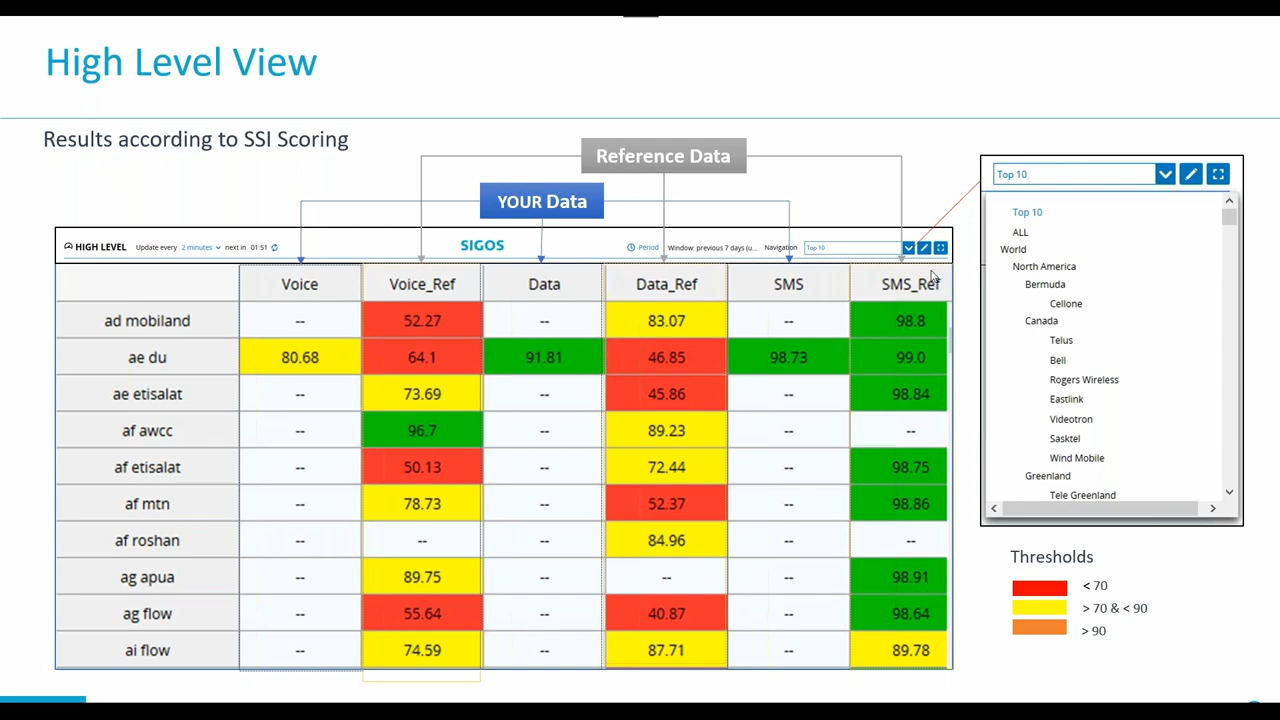 High Level View
Results according to SSI Scoring
Reference Data
YOUR Data
HIGH LEVEL Update every 2 minutes next in 01:51 SIGOS Period Window: previous 7 days (u... Navigation Top 10
Voice Voice_Ref Data Data_Ref SMS SMS_Ref
ad mobiland -- 52.27 -- 83.07 -- 98.8
ae du 80.68 64.1 91.81 46.85 98.73 99.0
ae etisalat -- 73.69 -- 45.86 -- 98.84
af awcc -- 96.7 -- 89.23 -- --
af etisalat -- 50.13 -- 72.44 -- 98.75
af mtn -- 78.73 -- 52.37 -- 98.86
af roshan -- -- -- 84.96 -- --
ag apua -- 89.75 -- -- -- 98.91
ag flow -- 55.64 -- 40.87 -- 98.64
ai flow -- 74.59 -- 87.71 -- 89.78
Top 10
Top 10
ALL
World
North America
Bermuda
Cellone
Canada
Telus
Bell
Rogers Wireless
Eastlink
Videotron
Sasktel
Wind Mobile
Greenland
Tele Greenland
Thresholds
< 70
> 70 & < 90
> 90